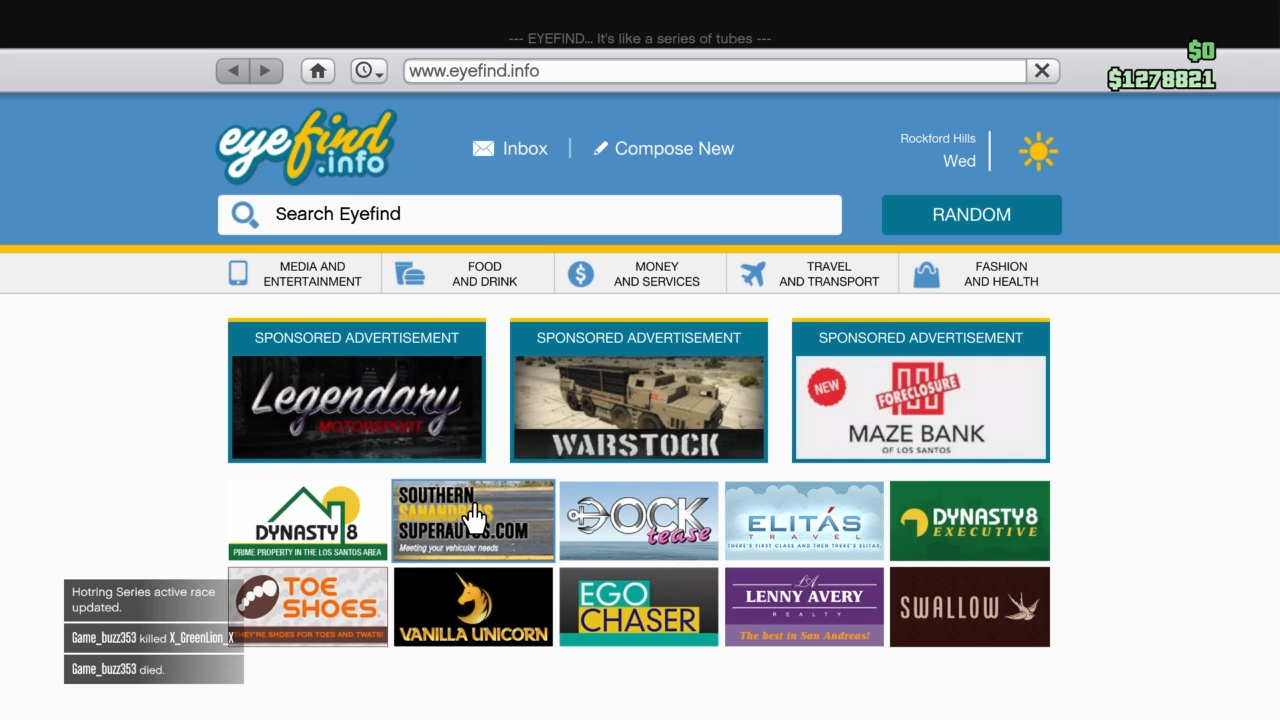 --- EYEFIND... It's like a series of tubes ---
$0
www.eyefind.info
$1278821
eyefind
.info
Inbox
Compose New
Rockford Hills
Wed
Search Eyefind
RANDOM
MEDIA AND
ENTERTAINMENT
FOOD
AND DRINK
MONEY
AND SERVICES
TRAVEL
AND TRANSPORT
FASHION
AND HEALTH
SPONSORED ADVERTISEMENT
Legendary
MOTORSPORT
SPONSORED ADVERTISEMENT
WARSTOCK
SPONSORED ADVERTISEMENT
NEW
FORECLOSURE
MAZE BANK
OF LOS SANTOS
DYNASTY 8
PRIME PROPERTY IN THE LOS SANTOS AREA
SOUTHERN
SAN ANDREAS
SUPERAUTOS.COM
Meeting your vehicular needs
DOCK
tease
ELITÁS
TRAVEL
THERE'S FIRST CLASS AND THEN THERE'S ELITAS
DYNASTY 8
EXECUTIVE
TOE
SHOES
THEY'RE SHOES FOR TOES AND TWATS!
VANILLA UNICORN
EGO
CHASER
LA
LENNY AVERY
REALTY
The best in San Andreas!
SWALLOW
Hotring Series active race
updated.
Game_buzz353 killed X_GreenLion_X
Game_buzz353 died.